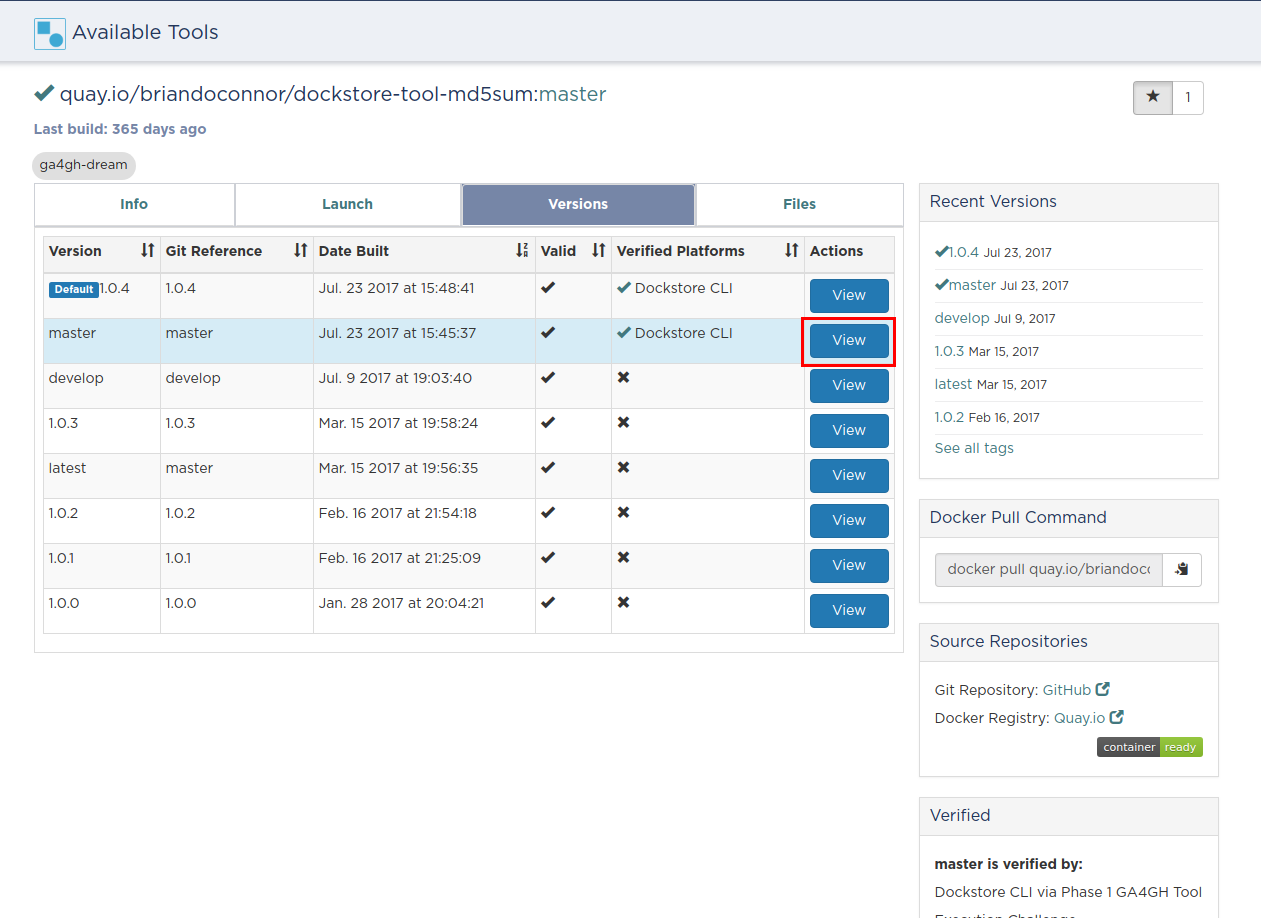 Available Tools
quay.io/briandoconnor/dockstore-tool-md5sum:master
1
Last build: 365 days ago
ga4gh-dream
Info Launch Versions Files
Version Git Reference Date Built Valid Verified Platforms Actions
Default 1.0.4 1.0.4 Jul. 23 2017 at 15:48:41 Dockstore CLI View
master master Jul. 23 2017 at 15:45:37 Dockstore CLI View
develop develop Jul. 9 2017 at 19:03:40 View
1.0.3 1.0.3 Mar. 15 2017 at 19:58:24 View
latest master Mar. 15 2017 at 19:56:35 View
1.0.2 1.0.2 Feb. 16 2017 at 21:54:18 View
1.0.1 1.0.1 Feb. 16 2017 at 21:25:09 View
1.0.0 1.0.0 Jan. 28 2017 at 20:04:21 View
Recent Versions
1.0.4 Jul 23, 2017
master Jul 23, 2017
develop Jul 9, 2017
1.0.3 Mar 15, 2017
latest Mar 15, 2017
1.0.2 Feb 16, 2017
See all tags
Docker Pull Command
docker pull quay.io/briandoco
Source Repositories
Git Repository: GitHub
Docker Registry: Quay.io
container ready
Verified
master is verified by:
Dockstore CLI via Phase 1 GA4GH Tool
Execution Challenge